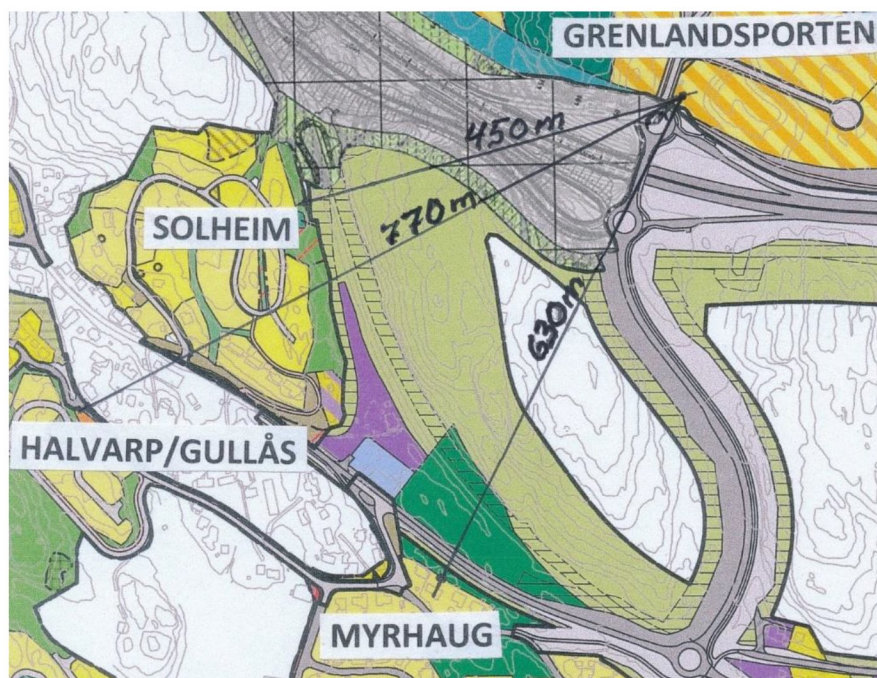 GRENLANDSPORTEN
450m
770m
SOLHEIM
630m
HALVARP/GULLÅS
MYRHAUG